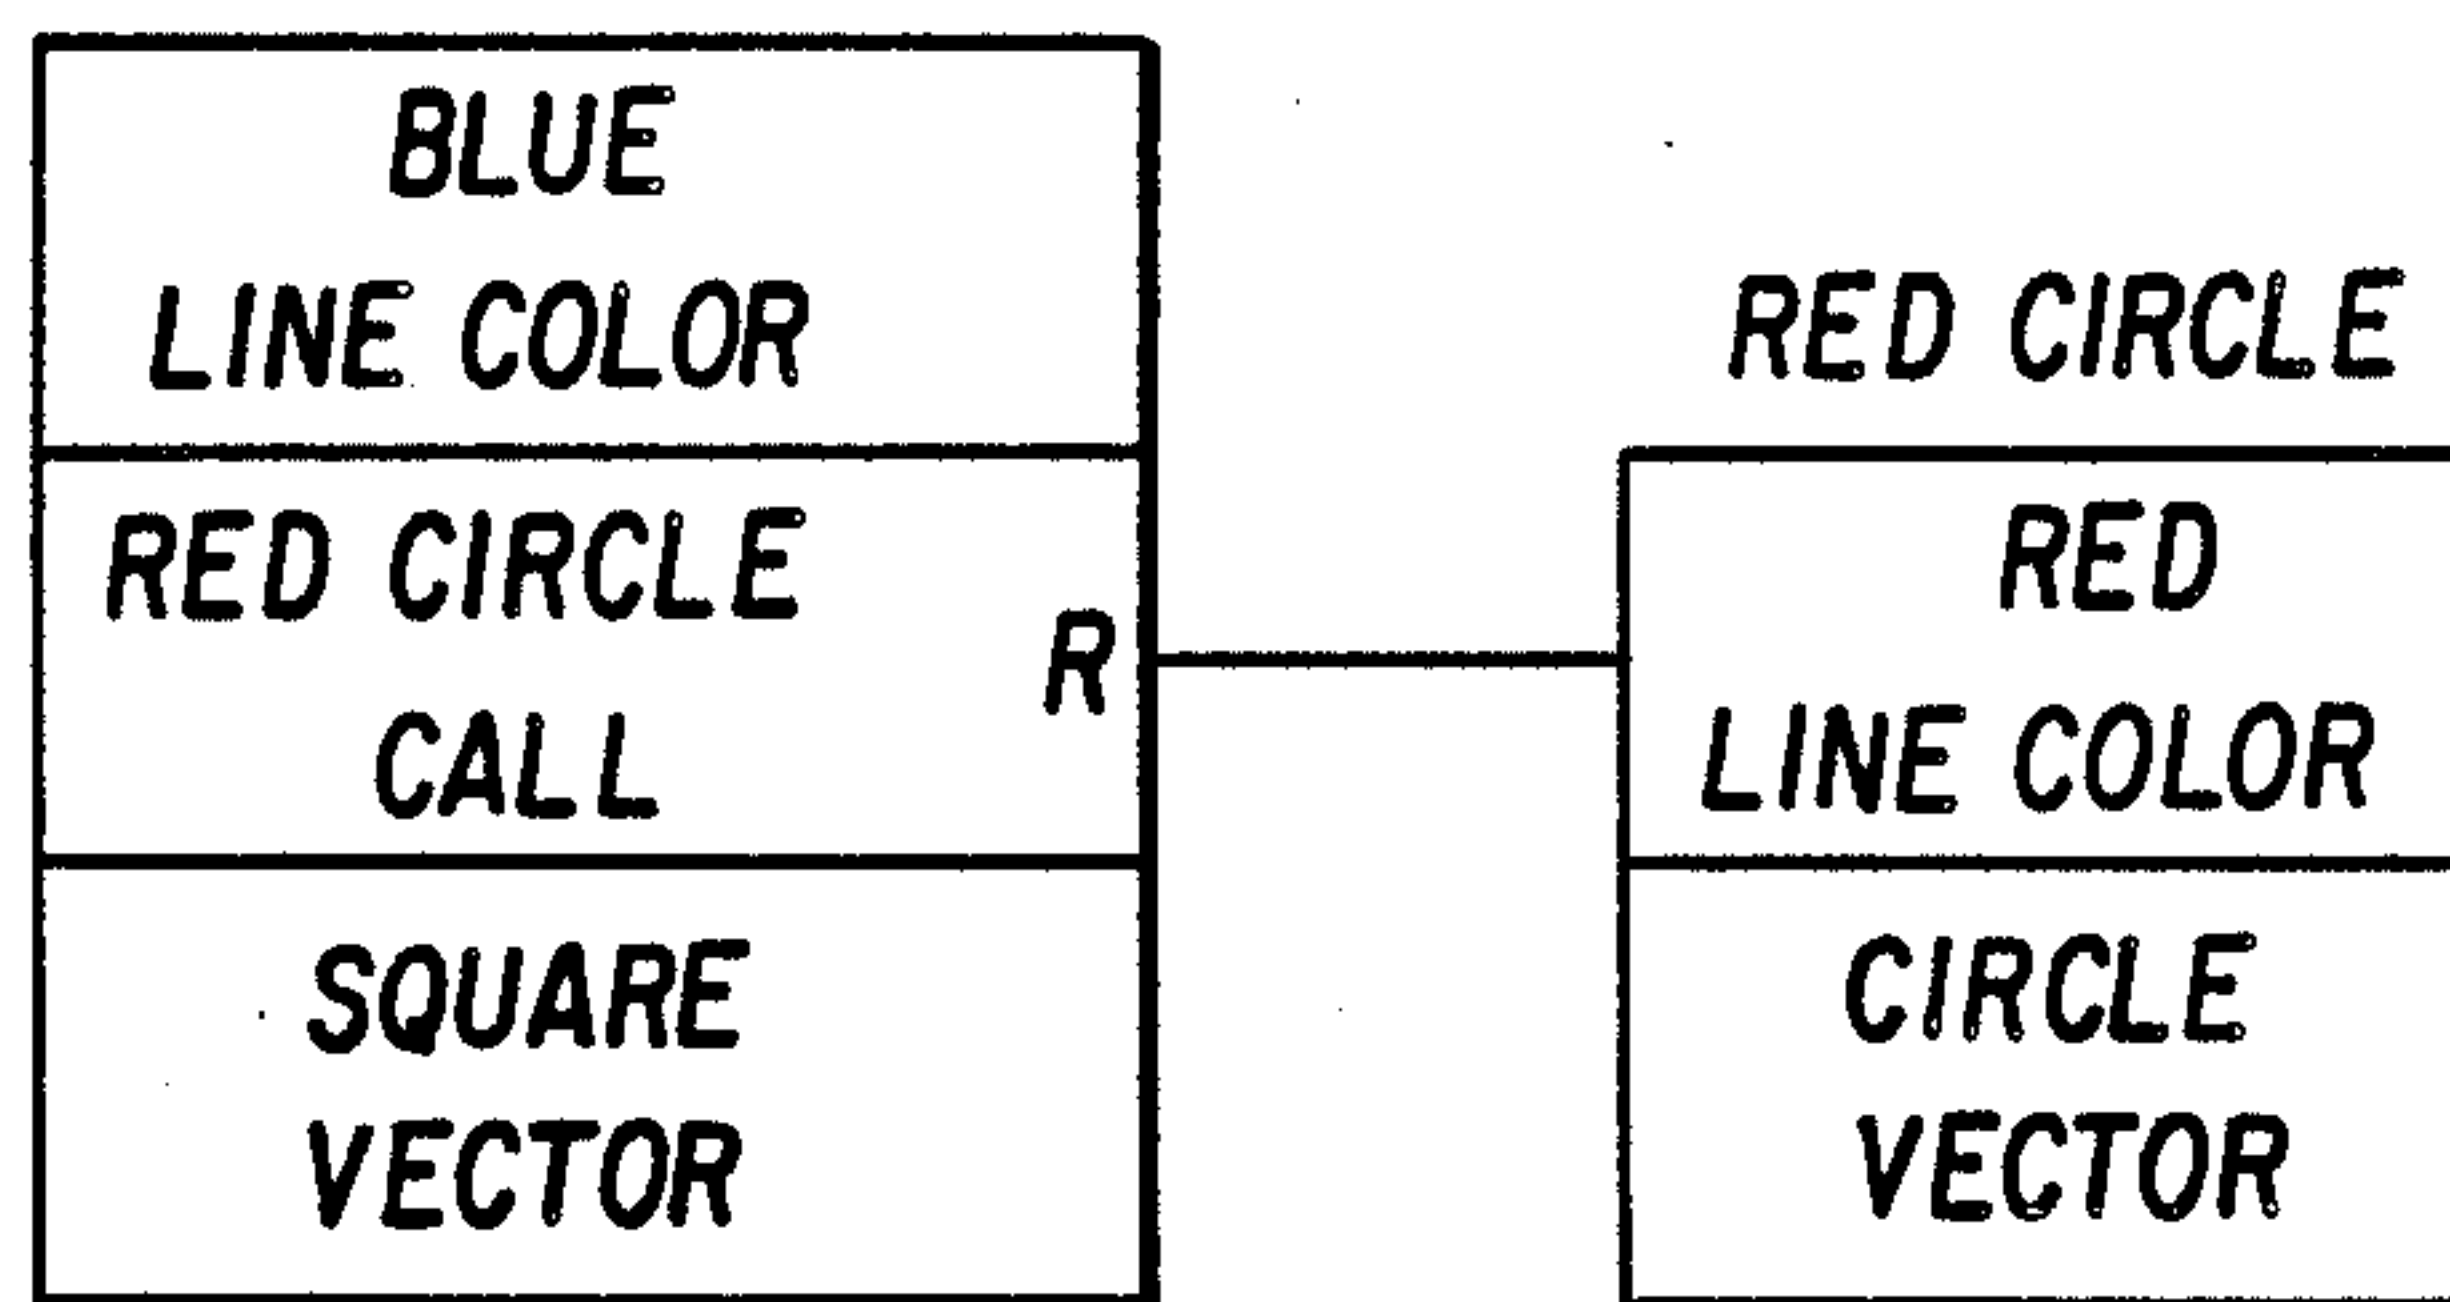 BLUE
LINE COLOR
RED CIRCLE
CALL
R
SQUARE
VECTOR
RED CIRCLE
RED
LINE COLOR
CIRCLE
VECTOR